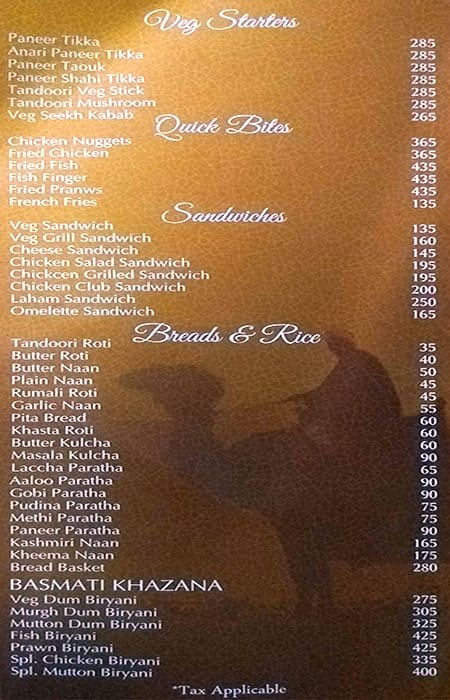 Veg Starters
Paneer Tikka 285
Anari Paneer Tikka 285
Paneer Taouk 285
Paneer Shahi Tikka 285
Tandoori Veg Stick 285
Tandoori Mushroom 285
Veg Seekh Kabab 265
Quick Bites
Chicken Nuggets 365
Fried Chicken 365
Fried Fish 435
Fish Finger 435
Fried Pranws 435
French Fries 135
Sandwiches
Veg Sandwich 135
Veg Grill Sandwich 160
Cheese Sandwich 145
Chicken Salad Sandwich 195
Chickcen Grilled Sandwich 195
Chicken Club Sandwich 200
Laham Sandwich 250
Omelette Sandwich 165
Breads & Rice
Tandoori Roti 35
Butter Roti 40
Butter Naan 50
Plain Naan 45
Rumali Roti 45
Garlic Naan 55
Pita Bread 60
Khasta Roti 60
Butter Kulcha 60
Masala Kulcha 90
Laccha Paratha 65
Aaloo Paratha 90
Gobi Paratha 90
Pudina Paratha 75
Methi Paratha 75
Paneer Paratha 90
Kashmiri Naan 165
Kheema Naan 175
Bread Basket 280
BASMATI KHAZANA
Veg Dum Biryani 275
Murgh Dum Biryani 305
Mutton Dum Biryani 325
Fish Biryani 425
Prawn Biryani 425
Spl. Chicken Biryani 335
Spl. Mutton Biryani 400
*Tax Applicable